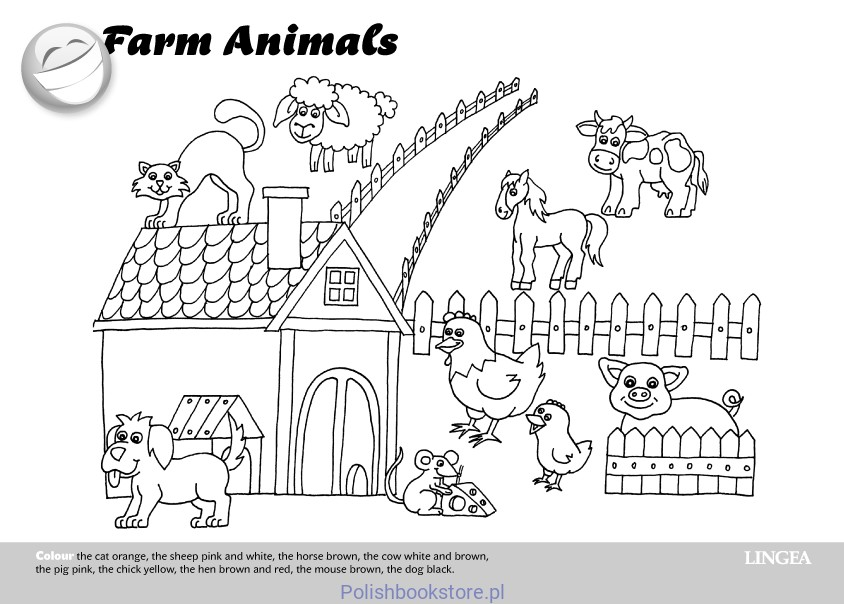 Farm Animals
Colour the cat orange, the sheep pink and white, the horse brown, the cow white and brown,
the pig pink, the chick yellow, the hen brown and red, the mouse brown, the dog black.
LINGEA
Polishbookstore.pl